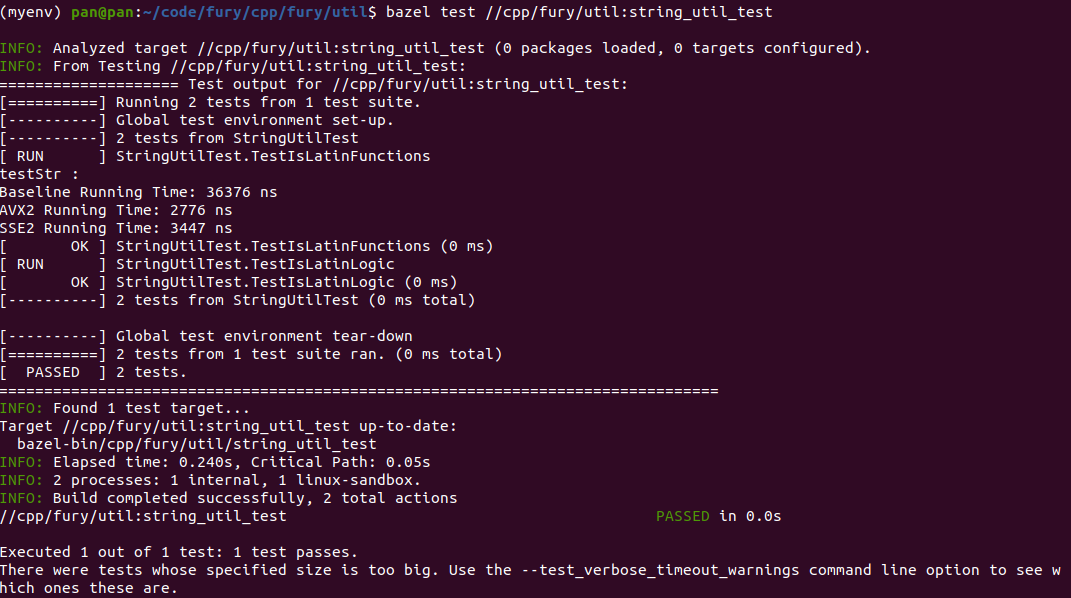 (myenv) pan@pan:~/code/fury/cpp/fury/util$ bazel test //cpp/fury/util:string_util_test
INFO: Analyzed target //cpp/fury/util:string_util_test (0 packages loaded, 0 targets configured).
INFO: From Testing //cpp/fury/util:string_util_test:
==================== Test output for //cpp/fury/util:string_util_test:
[==========] Running 2 tests from 1 test suite.
[----------] Global test environment set-up.
[----------] 2 tests from StringUtilTest
[ RUN      ] StringUtilTest.TestIsLatinFunctions
testStr :
Baseline Running Time: 36376 ns
AVX2 Running Time: 2776 ns
SSE2 Running Time: 3447 ns
[       OK ] StringUtilTest.TestIsLatinFunctions (0 ms)
[ RUN      ] StringUtilTest.TestIsLatinLogic
[       OK ] StringUtilTest.TestIsLatinLogic (0 ms)
[----------] 2 tests from StringUtilTest (0 ms total)
[----------] Global test environment tear-down
[==========] 2 tests from 1 test suite ran. (0 ms total)
[  PASSED  ] 2 tests.
================================================================================
INFO: Found 1 test target...
Target //cpp/fury/util:string_util_test up-to-date:
  bazel-bin/cpp/fury/util/string_util_test
INFO: Elapsed time: 0.240s, Critical Path: 0.05s
INFO: 2 processes: 1 internal, 1 linux-sandbox.
INFO: Build completed successfully, 2 total actions
//cpp/fury/util:string_util_test                                         PASSED in 0.0s
Executed 1 out of 1 test: 1 test passes.
There were tests whose specified size is too big. Use the --test_verbose_timeout_warnings command line option to see w
hich ones these are.